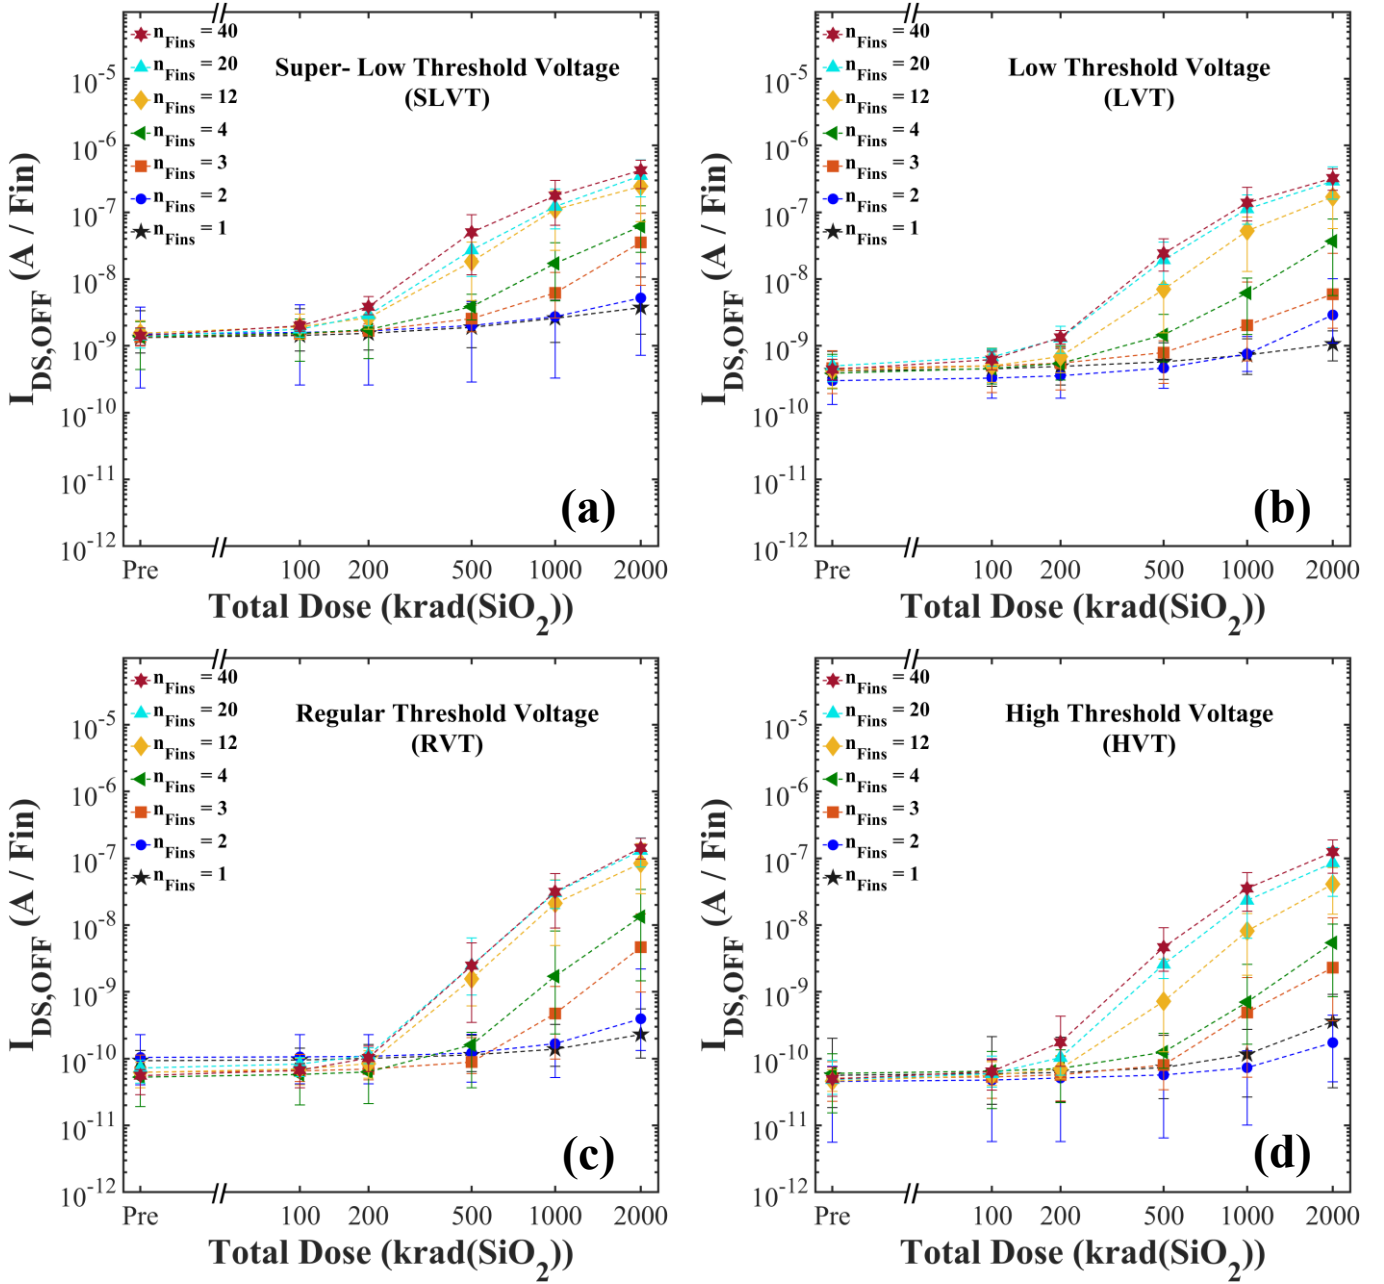 n_Fins = 40
n_Fins = 20
n_Fins = 12
n_Fins = 4
n_Fins = 3
n_Fins = 2
n_Fins = 1
Super- Low Threshold Voltage
(SLVT)
I_DS,OFF (A / Fin)
10^-5
10^-6
10^-7
10^-8
10^-9
10^-10
10^-11
10^-12
(a)
Pre 100 200 500 1000 2000
Total Dose (krad(SiO_2))
n_Fins = 40
n_Fins = 20
n_Fins = 12
n_Fins = 4
n_Fins = 3
n_Fins = 2
n_Fins = 1
Low Threshold Voltage
(LVT)
I_DS,OFF (A / Fin)
10^-5
10^-6
10^-7
10^-8
10^-9
10^-10
10^-11
10^-12
(b)
Pre 100 200 500 1000 2000
Total Dose (krad(SiO_2))
n_Fins = 40
n_Fins = 20
n_Fins = 12
n_Fins = 4
n_Fins = 3
n_Fins = 2
n_Fins = 1
Regular Threshold Voltage
(RVT)
I_DS,OFF (A / Fin)
10^-5
10^-6
10^-7
10^-8
10^-9
10^-10
10^-11
10^-12
(c)
Pre 100 200 500 1000 2000
Total Dose (krad(SiO_2))
n_Fins = 40
n_Fins = 20
n_Fins = 12
n_Fins = 4
n_Fins = 3
n_Fins = 2
n_Fins = 1
High Threshold Voltage
(HVT)
I_DS,OFF (A / Fin)
10^-5
10^-6
10^-7
10^-8
10^-9
10^-10
10^-11
10^-12
(d)
Pre 100 200 500 1000 2000
Total Dose (krad(SiO_2))